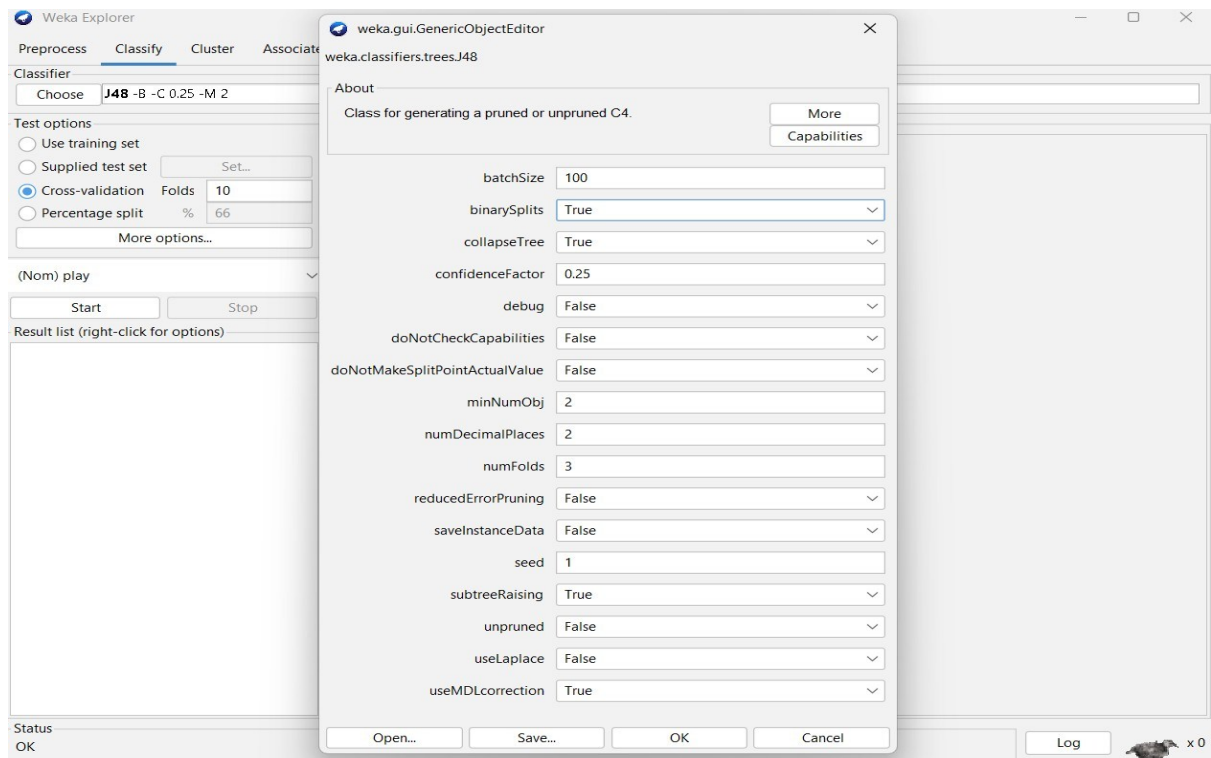 Weka Explorer
Preprocess Classify Cluster Associate
Classifier
Choose J48 -B -C 0.25 -M 2
Test options
Use training set
Supplied test set Set...
Cross-validation Folds 10
Percentage split % 66
More options...
(Nom) play
Start Stop
Result list (right-click for options)
Status
OK
weka.gui.GenericObjectEditor
weka.classifiers.trees.J48
About
Class for generating a pruned or unpruned C4.
More
Capabilities
batchSize 100
binarySplits True
collapseTree True
confidenceFactor 0.25
debug False
doNotCheckCapabilities False
doNotMakeSplitPointActualValue False
minNumObj 2
numDecimalPlaces 2
numFolds 3
reducedErrorPruning False
saveInstanceData False
seed 1
subtreeRaising True
unpruned False
useLaplace False
useMDLcorrection True
Open... Save... OK Cancel
Log x 0